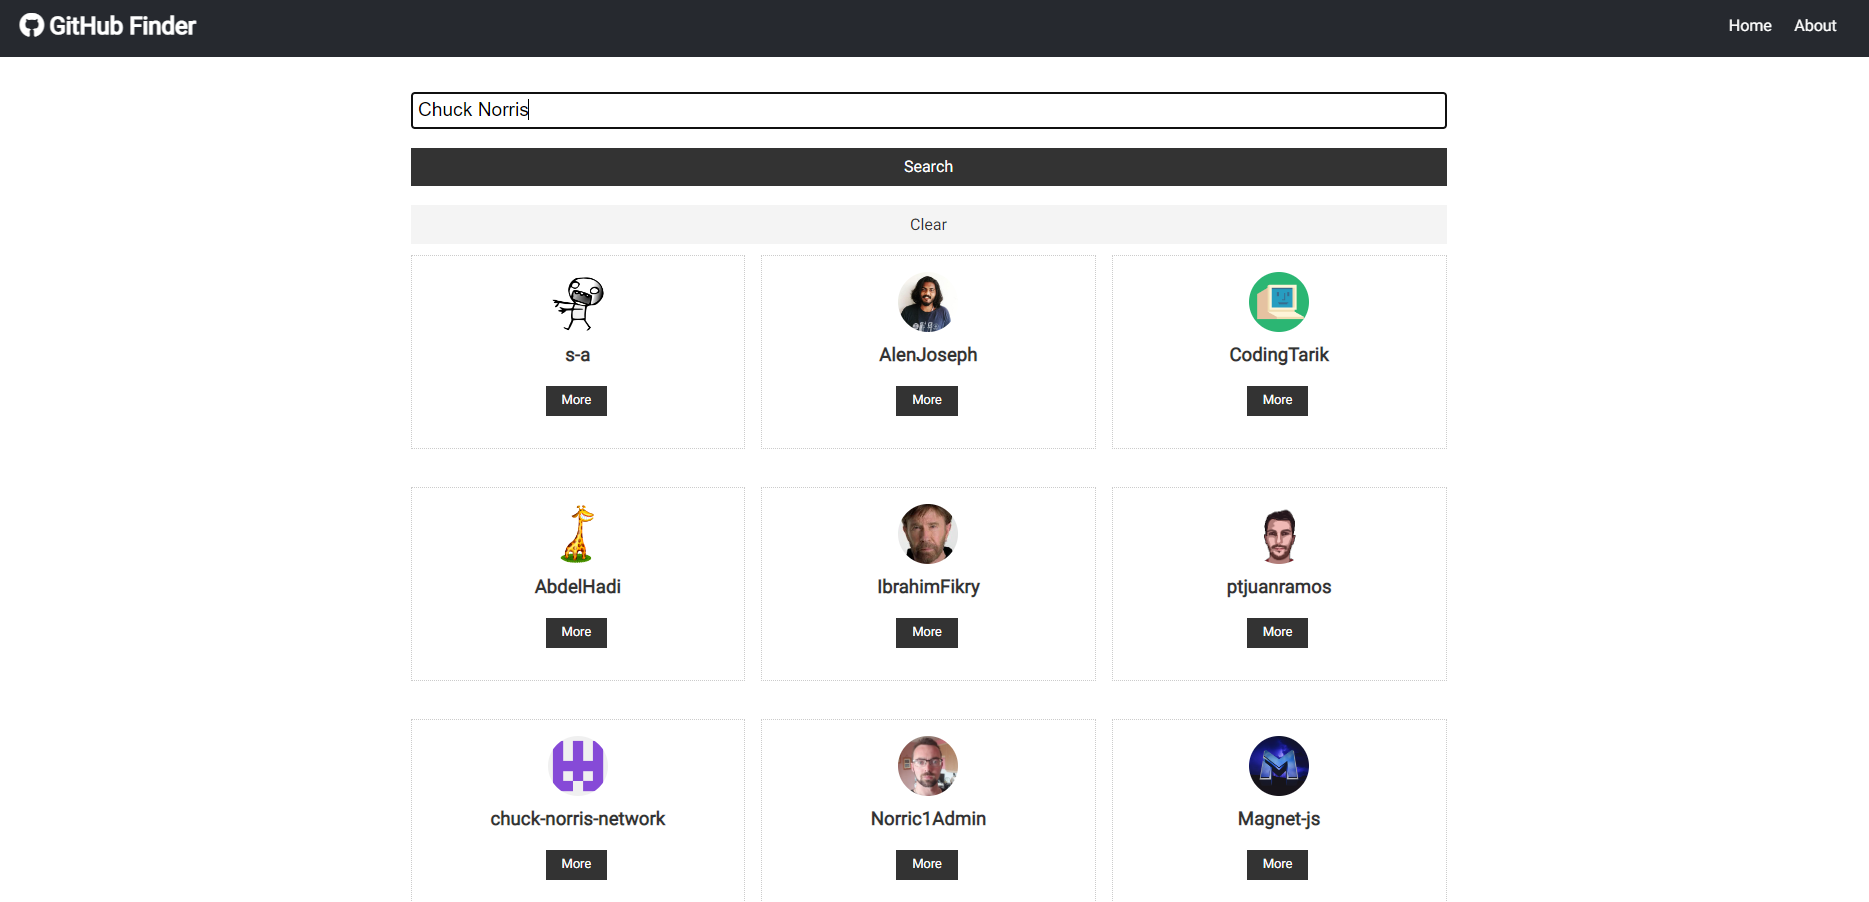 GitHub Finder
Home About
Chuck Norris
Search
Clear
s-a
More
AlenJoseph
More
CodingTarik
More
AbdelHadi
More
IbrahimFikry
More
ptjuanramos
More
chuck-norris-network
More
Norric1Admin
More
Magnet-js
More